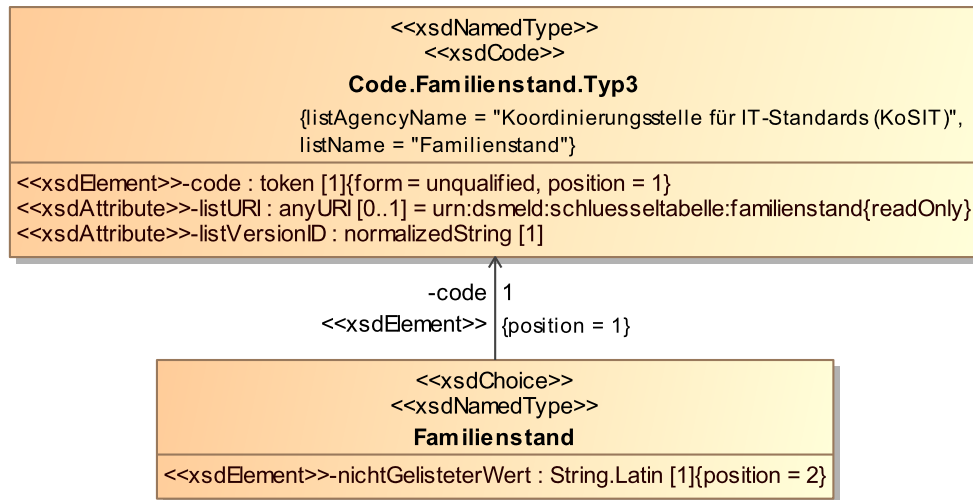 <<xsdNamedType>>
<<xsdCode>>
Code.Familienstand.Typ3
{listAgencyName = "Koordinierungsstelle für IT-Standards (KoSIT)",
listName = "Familienstand"}
<<xsdElement>>-code : token [1]{form = unqualified, position = 1}
<<xsdAttribute>>-listURI : anyURI [0..1] = urn:dsmeld:schluesseltabelle:familienstand{readOnly}
<<xsdAttribute>>-listVersionID : normalizedString [1]
-code 1
<<xsdElement>> {position = 1}
<<xsdChoice>>
<<xsdNamedType>>
Familienstand
<<xsdElement>>-nichtGelisteterWert : String.Latin [1]{position = 2}